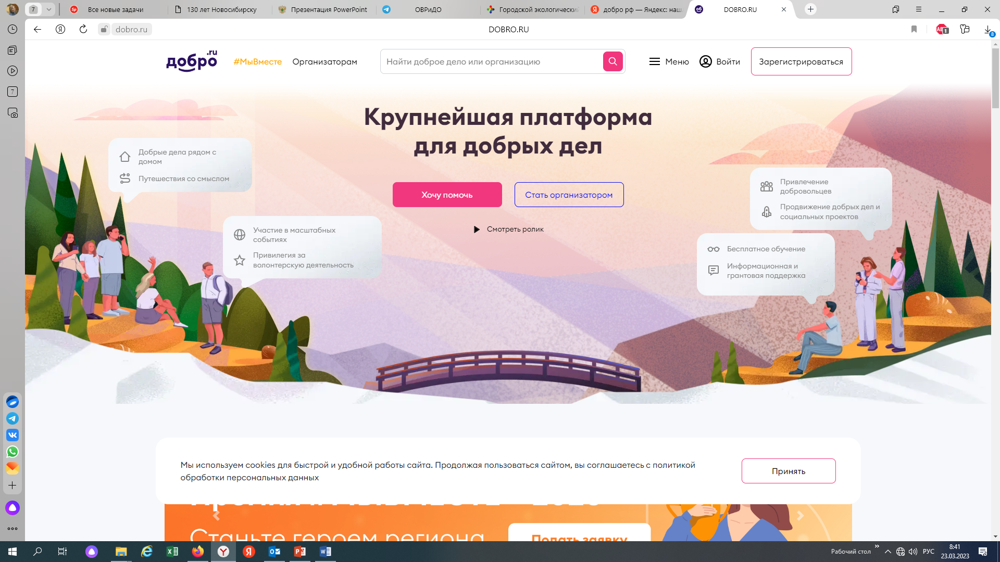 7
Все новые задачи
130 лет Новосибирску
Презентация PowerPoint
ОВРиДО
Городской экологический
добро рф — Яндекс: наш
DOBRO.RU
dobro.ru
DOBRO.RU
1
8
7
добро.ru
#МыВместе
Организаторам
Найти доброе дело или организацию
Меню
Войти
Зарегистрироваться
Крупнейшая платформа
для добрых дел
Хочу помочь
Стать организатором
Смотреть ролик
Добрые дела рядом с
домом
Путешествия со смыслом
Участие в масштабных
событиях
Привилегия за
волонтерскую деятельность
Привлечение
добровольцев
Продвижение добрых дел и
социальных проектов
Бесплатное обучение
Информационная и
грантовая поддержка
Мы используем cookies для быстрой и удобной работы сайта. Продолжая пользоваться сайтом, вы соглашаетесь с политикой
обработки персональных данных
Принять
Станьте героем региона
Подать заявку
Рабочий стол
РУС
8:41
23.03.2023